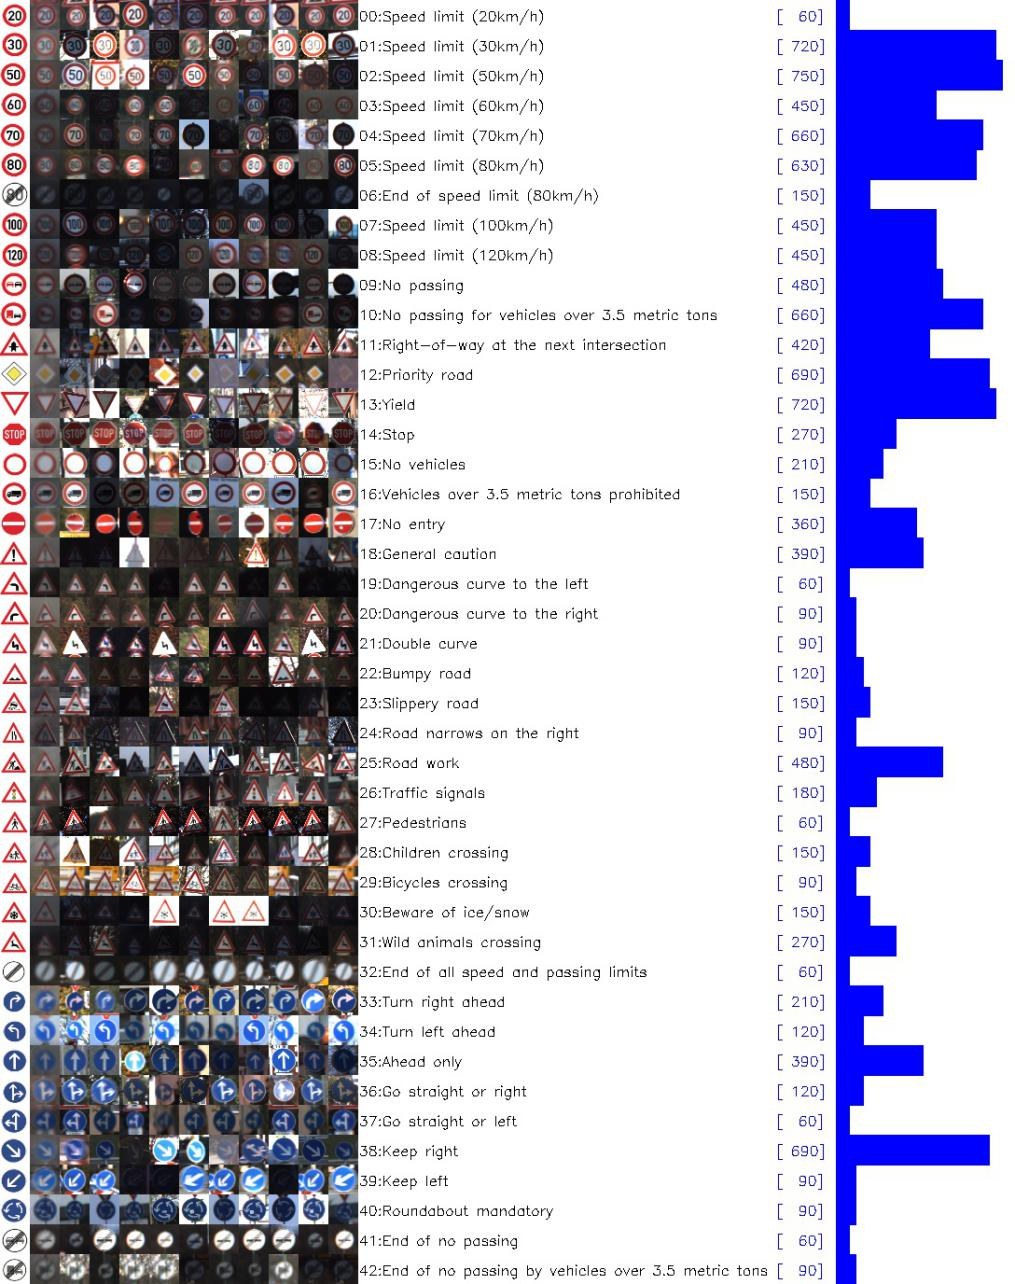 20 00:Speed limit (20km/h) [ 60]
30 01:Speed limit (30km/h) [ 720]
50 02:Speed limit (50km/h) [ 750]
60 03:Speed limit (60km/h) [ 450]
70 04:Speed limit (70km/h) [ 660]
80 05:Speed limit (80km/h) [ 630]
80 06:End of speed limit (80km/h) [ 150]
100 07:Speed limit (100km/h) [ 450]
120 08:Speed limit (120km/h) [ 450]
09:No passing [ 480]
10:No passing for vehicles over 3.5 metric tons [ 660]
11:Right-of-way at the next intersection [ 420]
12:Priority road [ 690]
13:Yield [ 720]
STOP 14:Stop [ 270]
15:No vehicles [ 210]
16:Vehicles over 3.5 metric tons prohibited [ 150]
17:No entry [ 360]
18:General caution [ 390]
19:Dangerous curve to the left [ 60]
20:Dangerous curve to the right [ 90]
21:Double curve [ 90]
22:Bumpy road [ 120]
23:Slippery road [ 150]
24:Road narrows on the right [ 90]
25:Road work [ 480]
26:Traffic signals [ 180]
27:Pedestrians [ 60]
28:Children crossing [ 150]
29:Bicycles crossing [ 90]
30:Beware of ice/snow [ 150]
31:Wild animals crossing [ 270]
32:End of all speed and passing limits [ 60]
33:Turn right ahead [ 210]
34:Turn left ahead [ 120]
35:Ahead only [ 390]
36:Go straight or right [ 120]
37:Go straight or left [ 60]
38:Keep right [ 690]
39:Keep left [ 90]
40:Roundabout mandatory [ 90]
41:End of no passing [ 60]
42:End of no passing by vehicles over 3.5 metric tons [ 90]